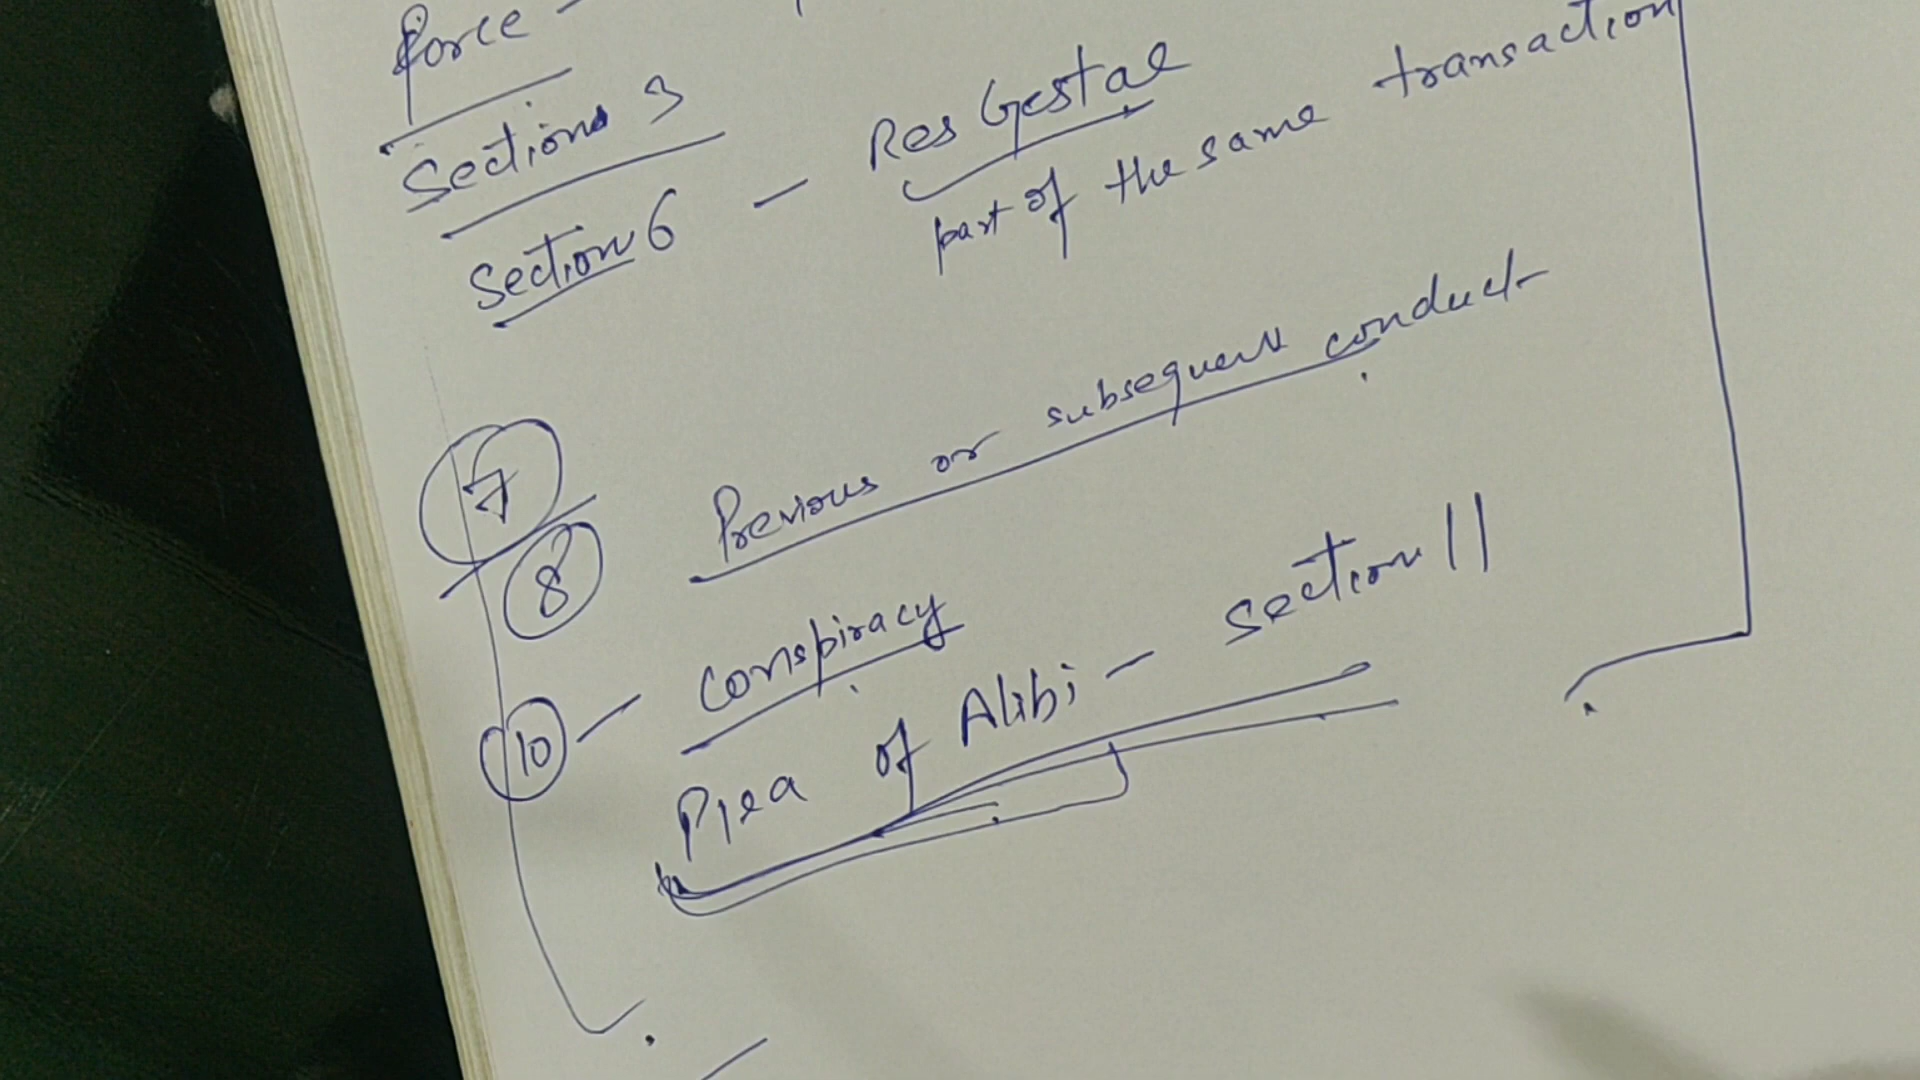 force -
Sections 3
Section 6 - Res Gestae
part of the same transaction
7
8 Previous or subsequent conduct
10 - Conspiracy
Plea of Alibi - section 11